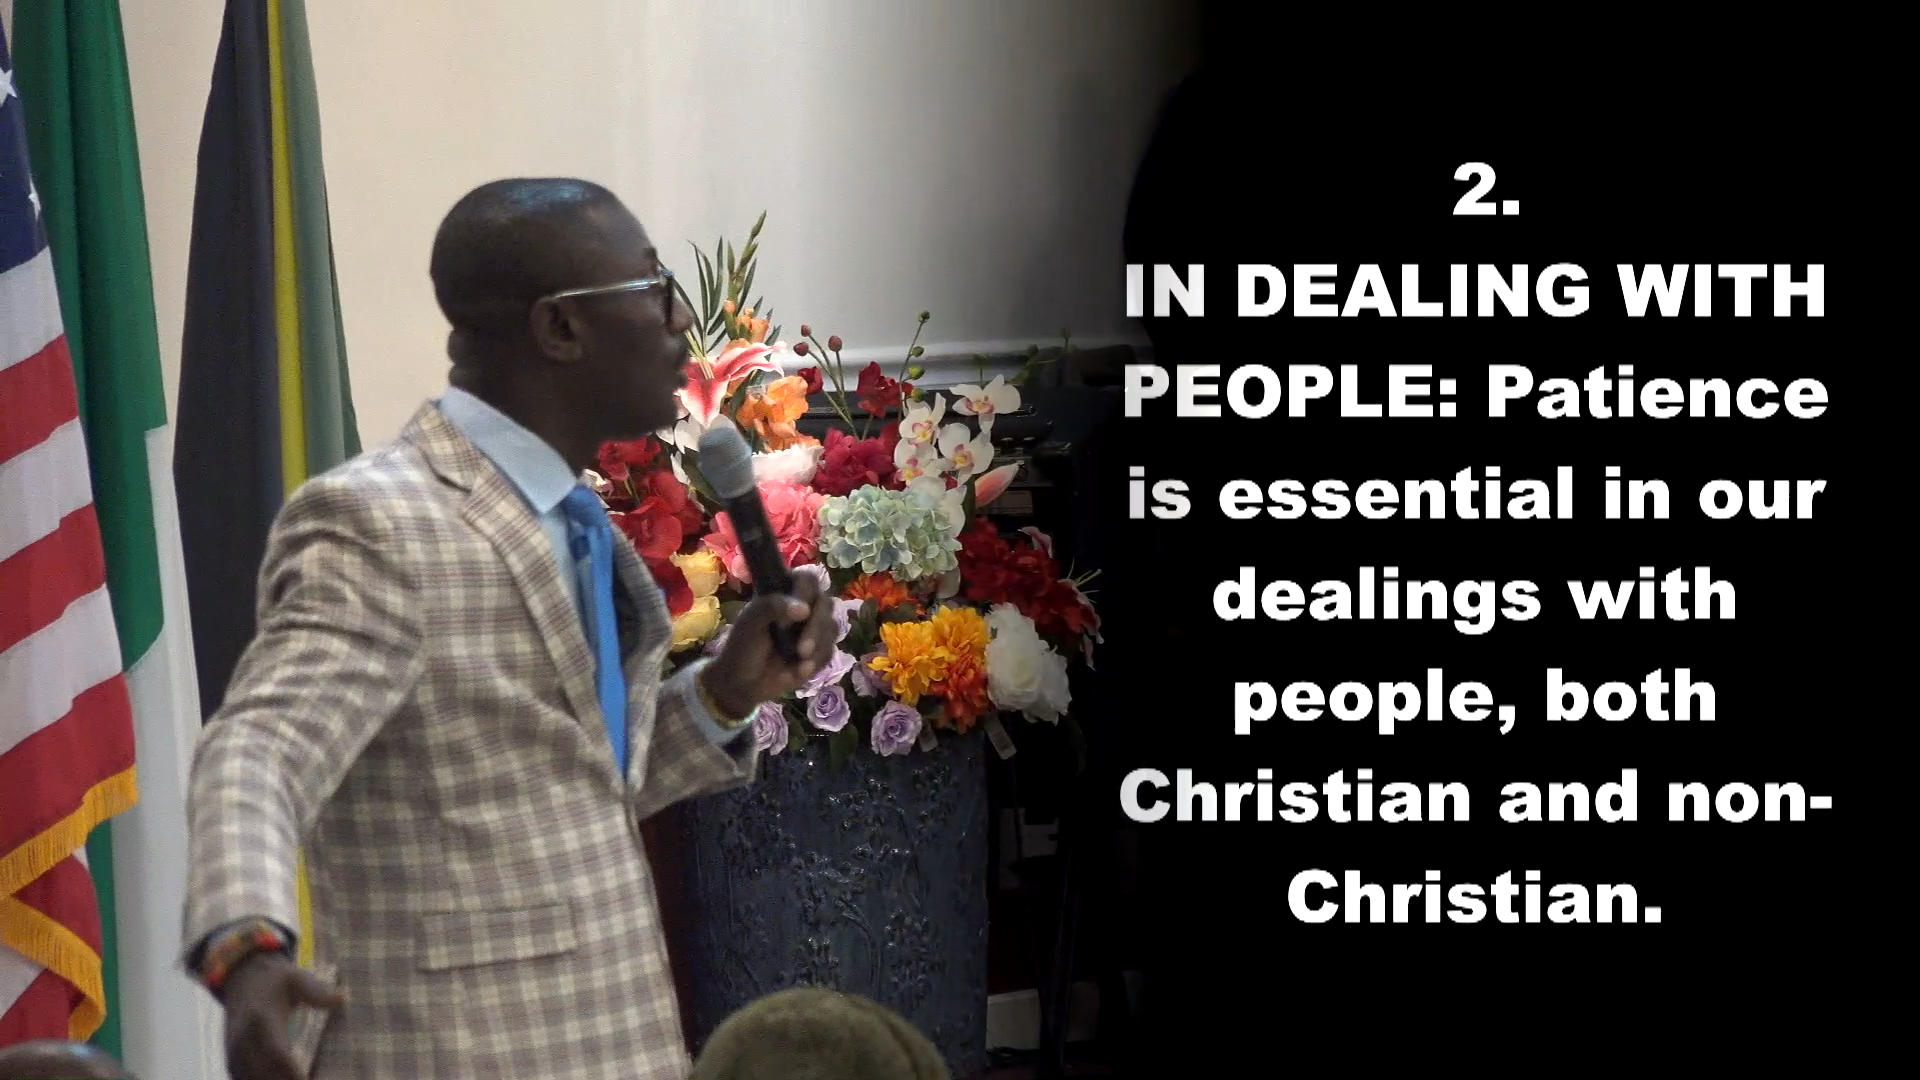 2.
IN DEALING WITH
PEOPLE: Patience
is essential in our
dealings with
people, both
Christian and non-
Christian.